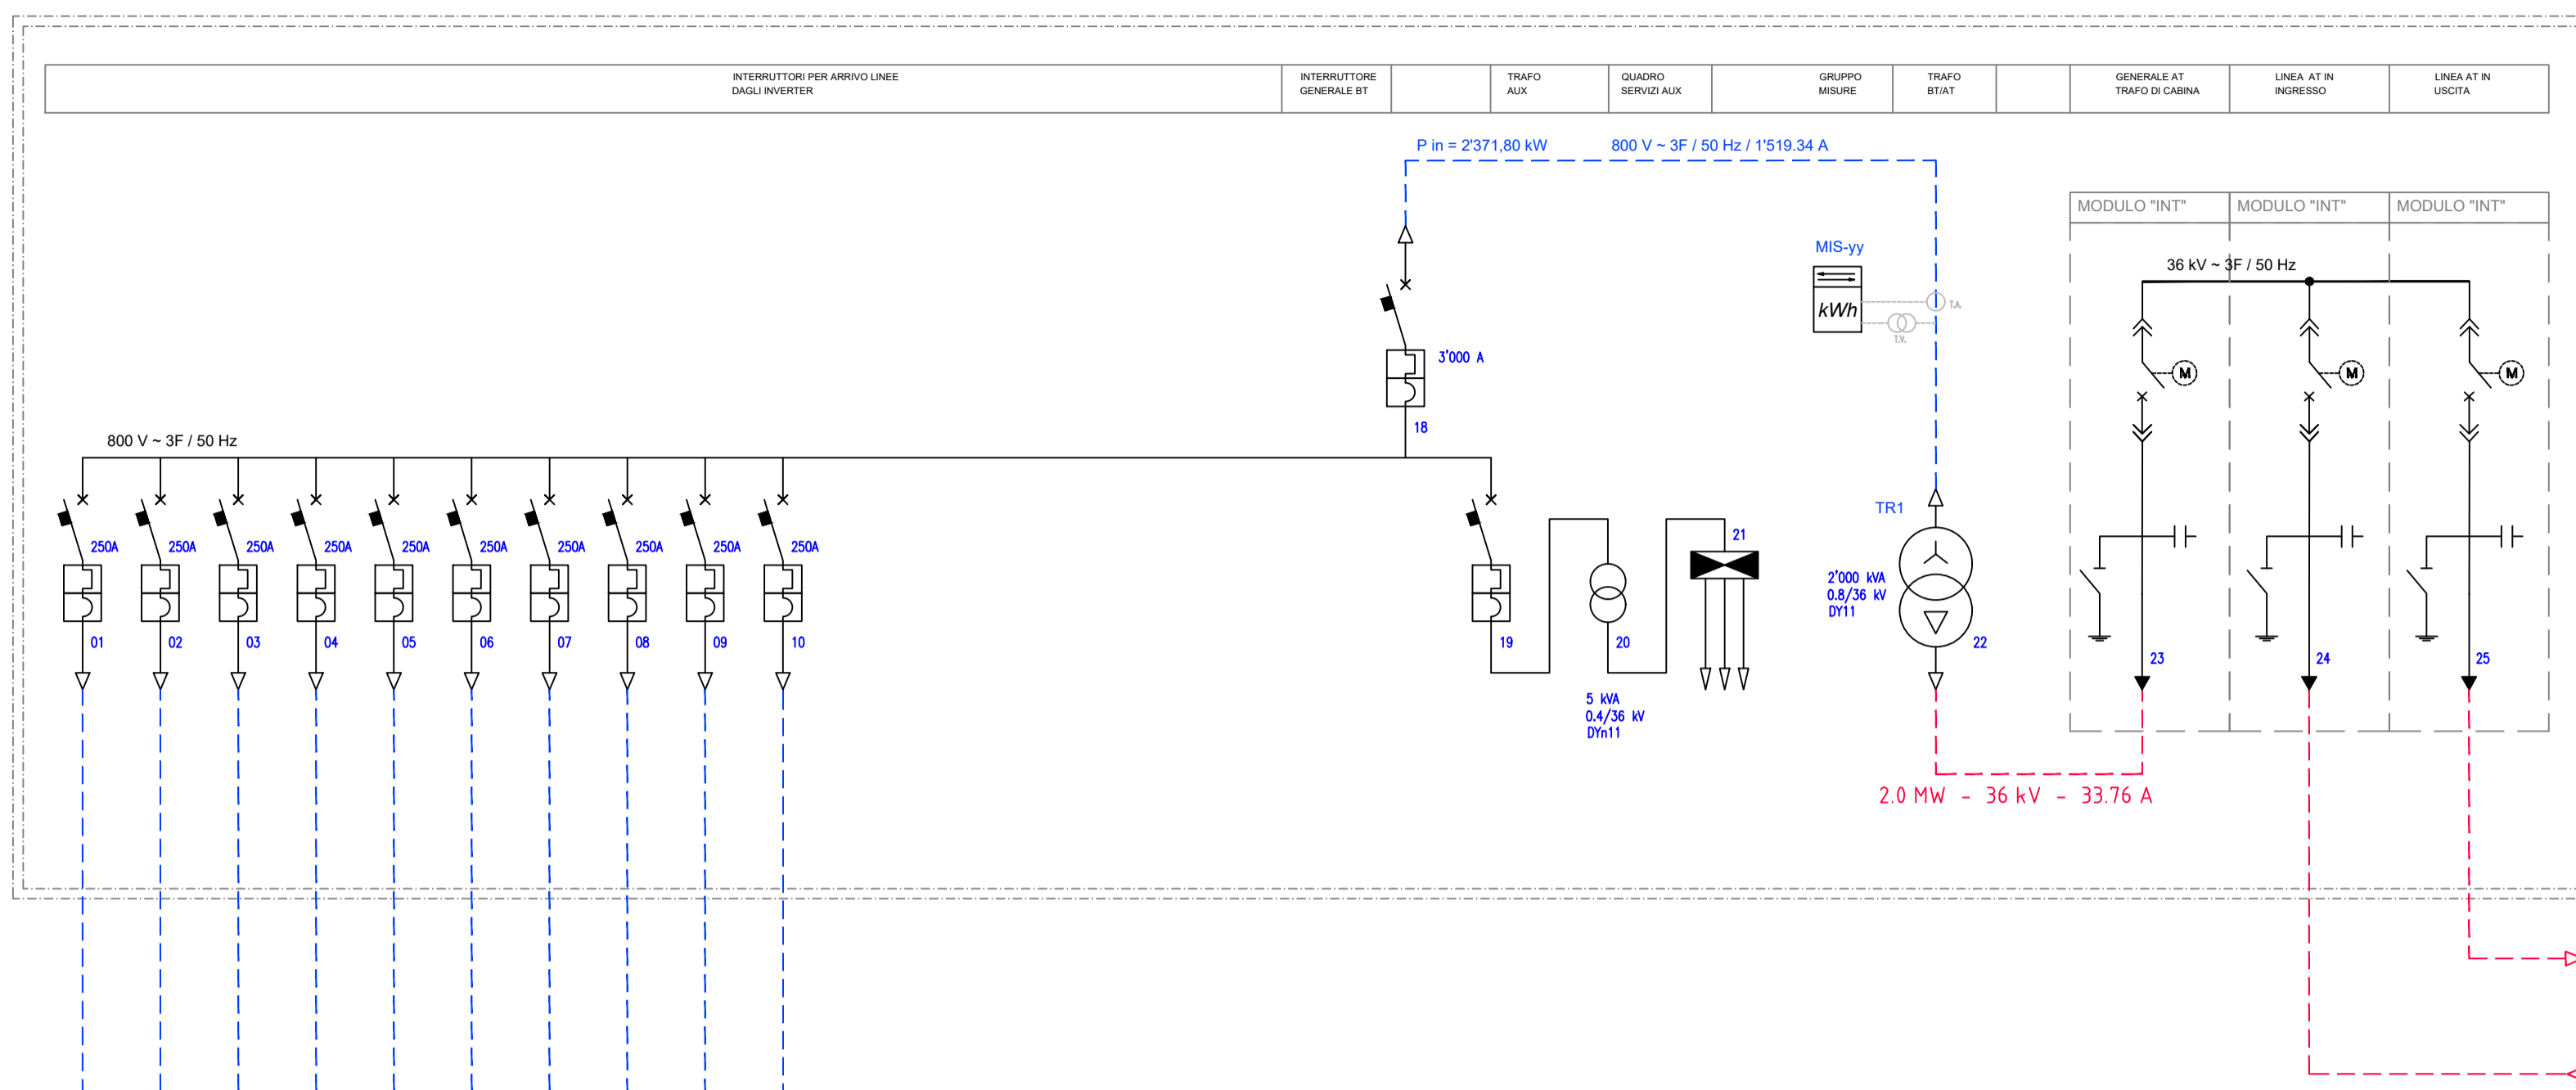 INTERRUTTORI PER ARRIVO LINEE
DAGLI INVERTER
INTERRUTTORE
GENERALE BT
TRAFO
AUX
QUADRO
SERVIZI AUX
GRUPPO
MISURE
TRAFO
BT/AT
GENERALE AT
TRAFO DI CABINA
LINEA AT IN
INGRESSO
LINEA AT IN
USCITA
P in = 2'371,80 kW
800 V ~ 3F / 50 Hz / 1'519.34 A
MODULO "INT"
MODULO "INT"
MODULO "INT"
MIS-yy
36 kV ~ 3F / 50 Hz
kWh
T.A.
T.V.
3'000 A
M
M
M
18
800 V ~ 3F / 50 Hz
TR1
250A
250A
250A
250A
250A
250A
250A
250A
250A
250A
21
2'000 kVA
0.8/36 kV
DY11
01
02
03
04
05
06
07
08
09
10
19
20
22
23
24
25
5 kVA
0.4/36 kV
DYn11
2.0 MW - 36 kV - 33.76 A